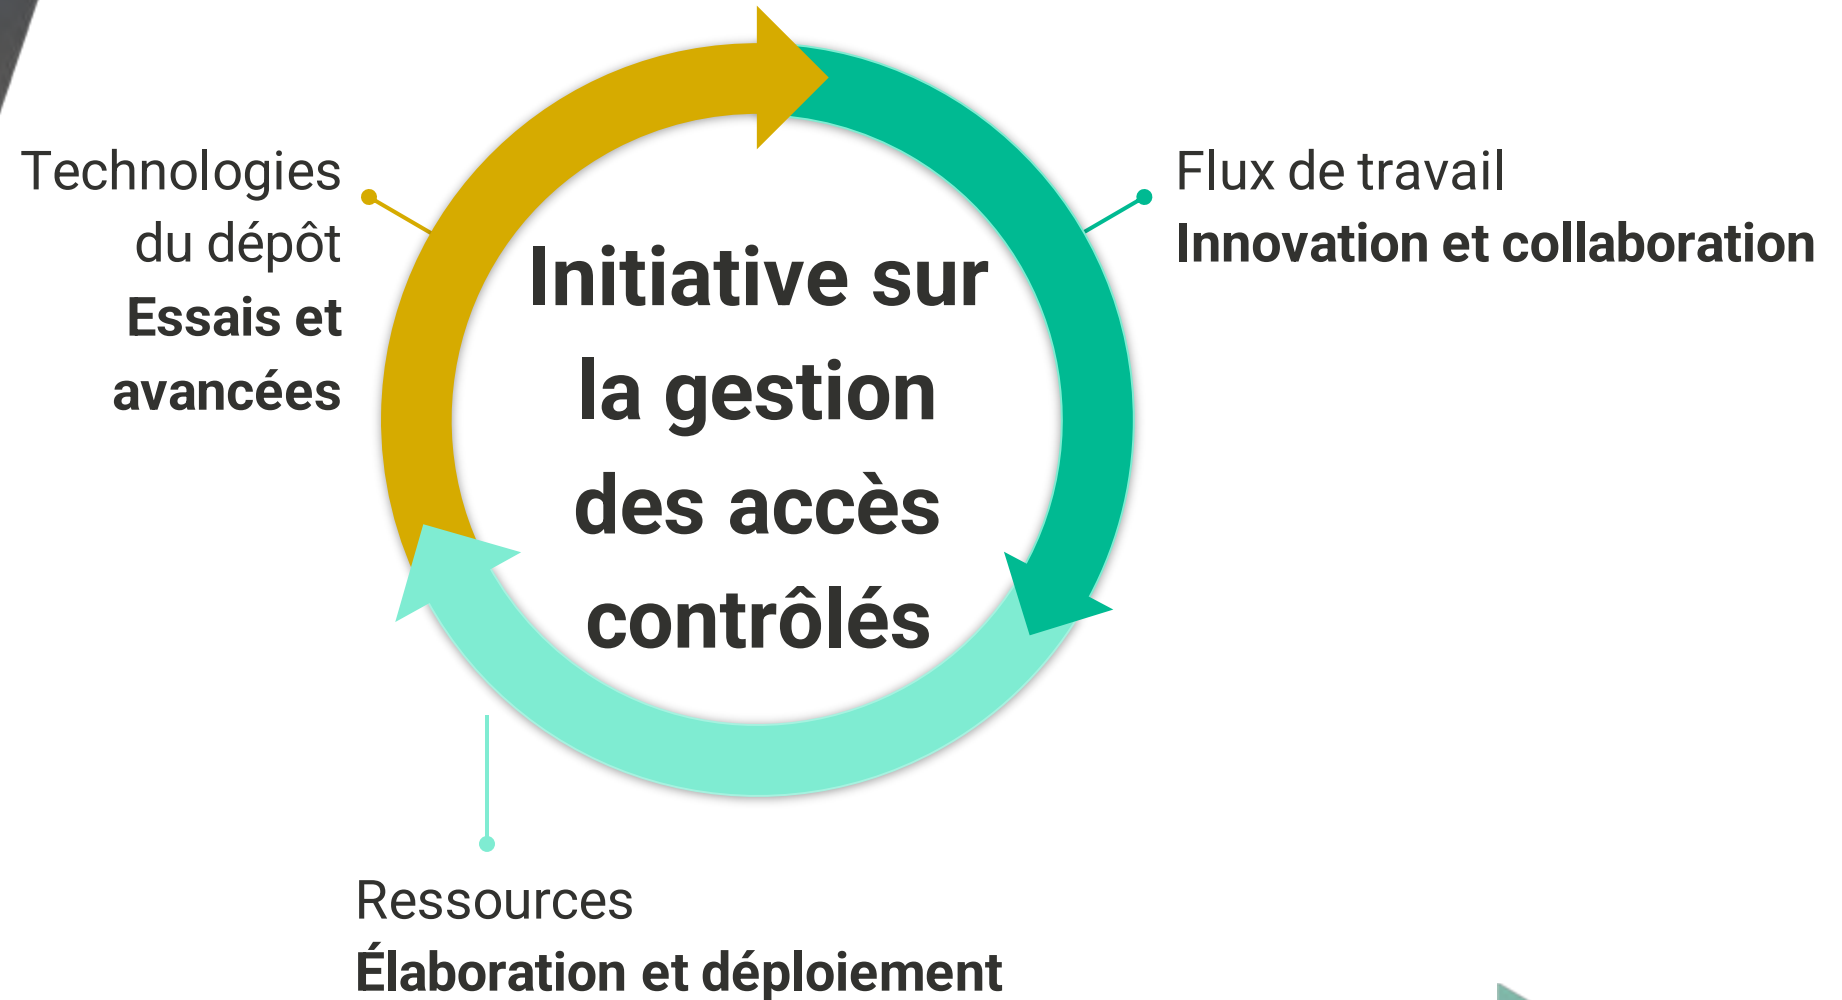 Technologies
du dépôt
Essais et
avancées
Initiative sur
la gestion
des accès
contrôlés
Flux de travail
Innovation et collaboration
Ressources
Élaboration et déploiement